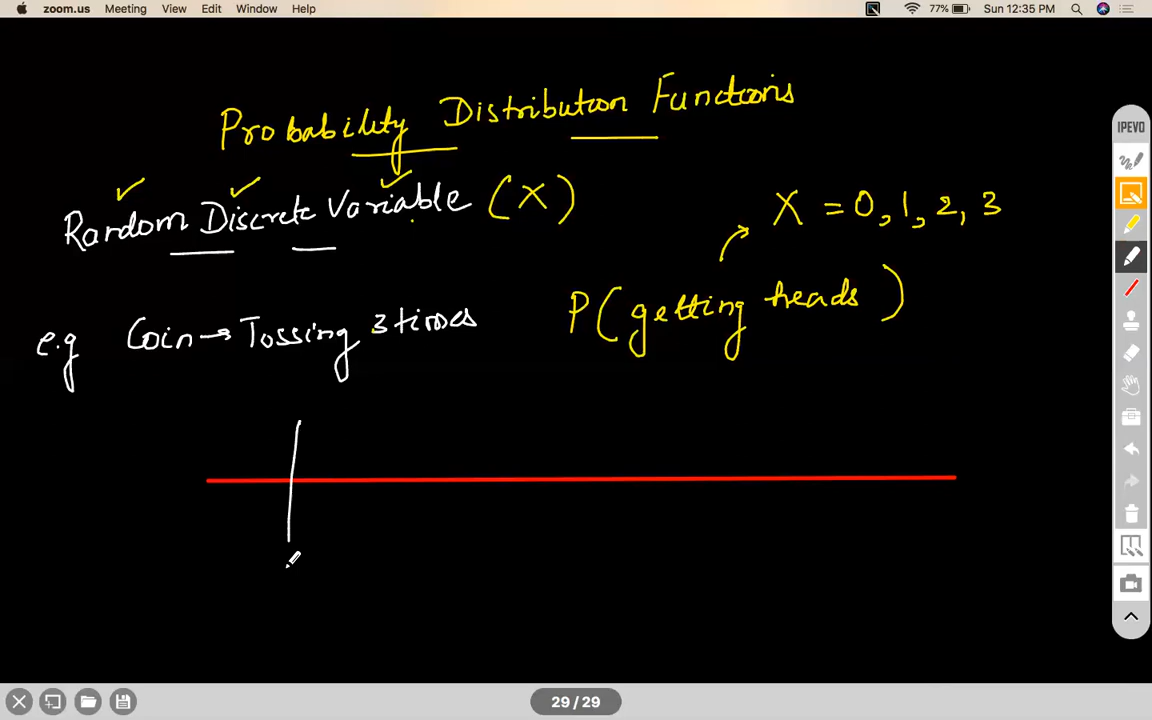 zoom.us Meeting View Edit Window Help 77% Sun 12:35 PM
Probability Distribution Functions
Random Discrete Variable (X)
X = 0, 1, 2, 3
e.g Coin → Tossing 3 times
P(getting heads)
IPEVO
29 / 29